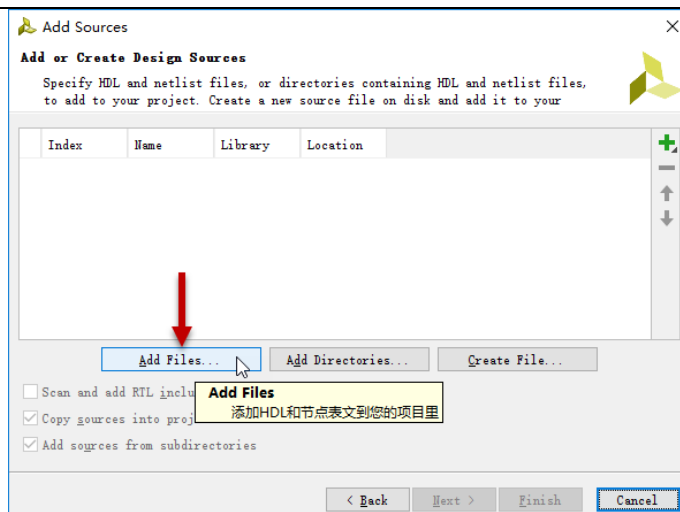 Add Sources
Add or Create Design Sources
Specify HDL and netlist files, or directories containing HDL and netlist files,
to add to your project. Create a new source file on disk and add it to your
Index Name Library Location
Add Files... Add Directories... Create File...
Scan and add RTL inclu
Add Files
添加HDL和节点表文到您的项目里
Copy sources into proj
Add sources from subdirectories
< Back Next > Finish Cancel